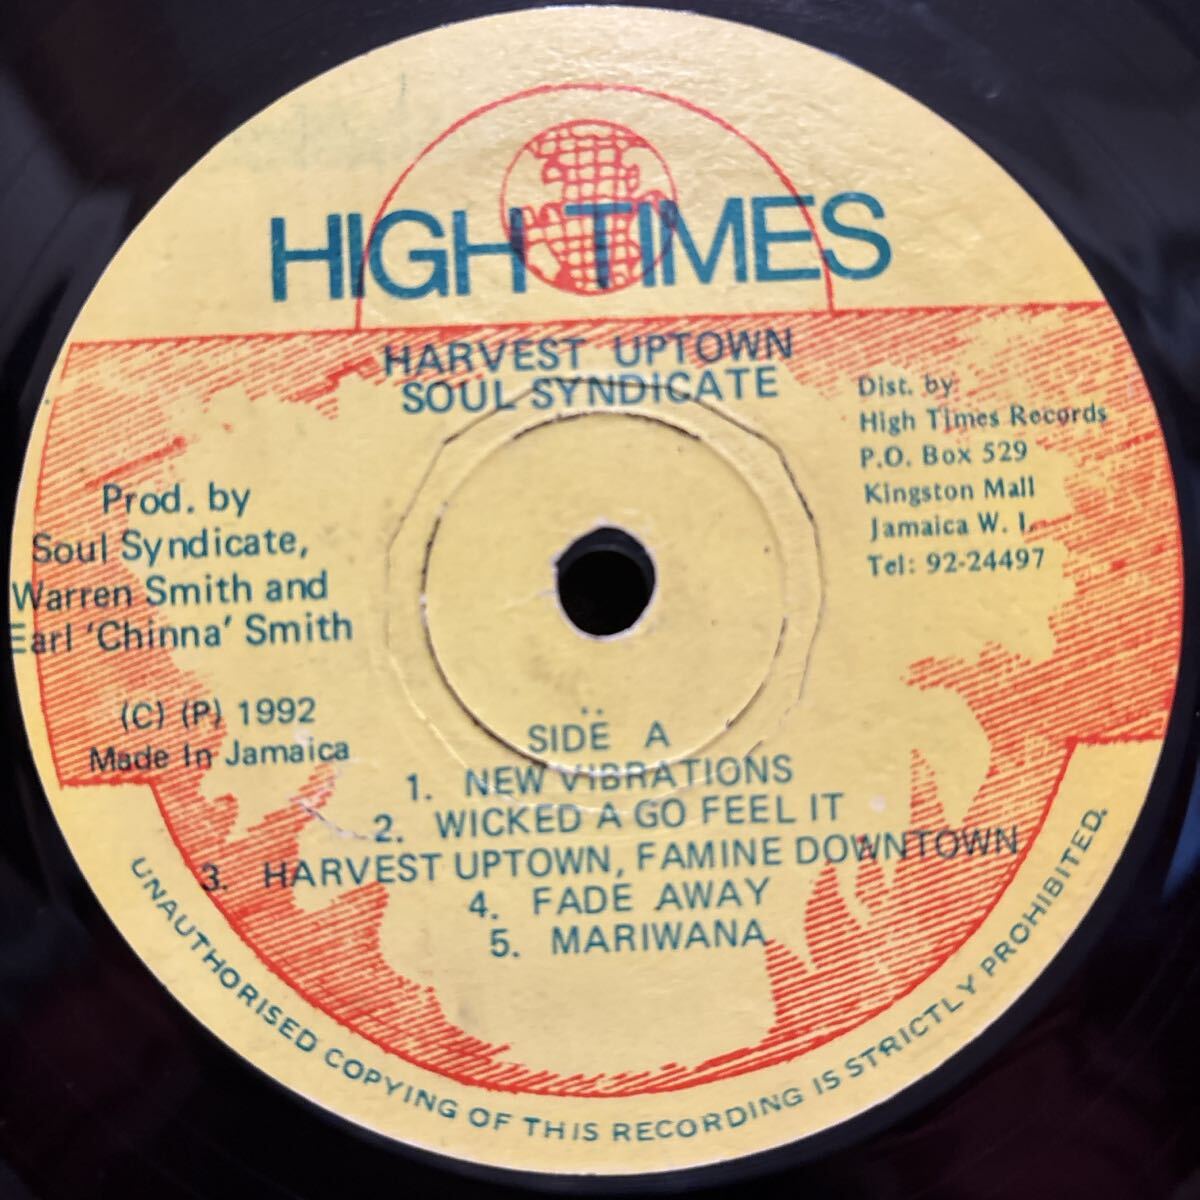 HIGH TIMES
HARVEST UPTOWN
SOUL SYNDICATE
Dist. by
High Times Records
P.O. Box 529
Kingston Mall
Jamaica W. I.
Tel: 92-24497
Prod. by
Soul Syndicate,
Warren Smith and
Earl 'Chinna' Smith
(C) (P) 1992
Made In Jamaica
SIDE A
1. NEW VIBRATIONS
2. WICKED A GO FEEL IT
3. HARVEST UPTOWN, FAMINE DOWNTOWN
4. FADE AWAY
5. MARIWANA
UNAUTHORISED COPYING OF THIS RECORDING IS STRICTLY PROHIBITED.